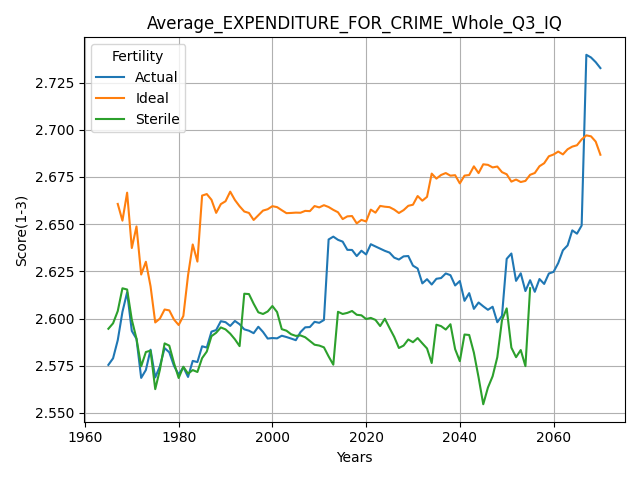 Average_EXPENDITURE_FOR_CRIME_Whole_Q3_IQ
Fertility
Actual
Ideal
Sterile
Score(1-3)
2.725
2.700
2.675
2.650
2.625
2.600
2.575
2.550
1960
1980
2000
2020
2040
2060
Years